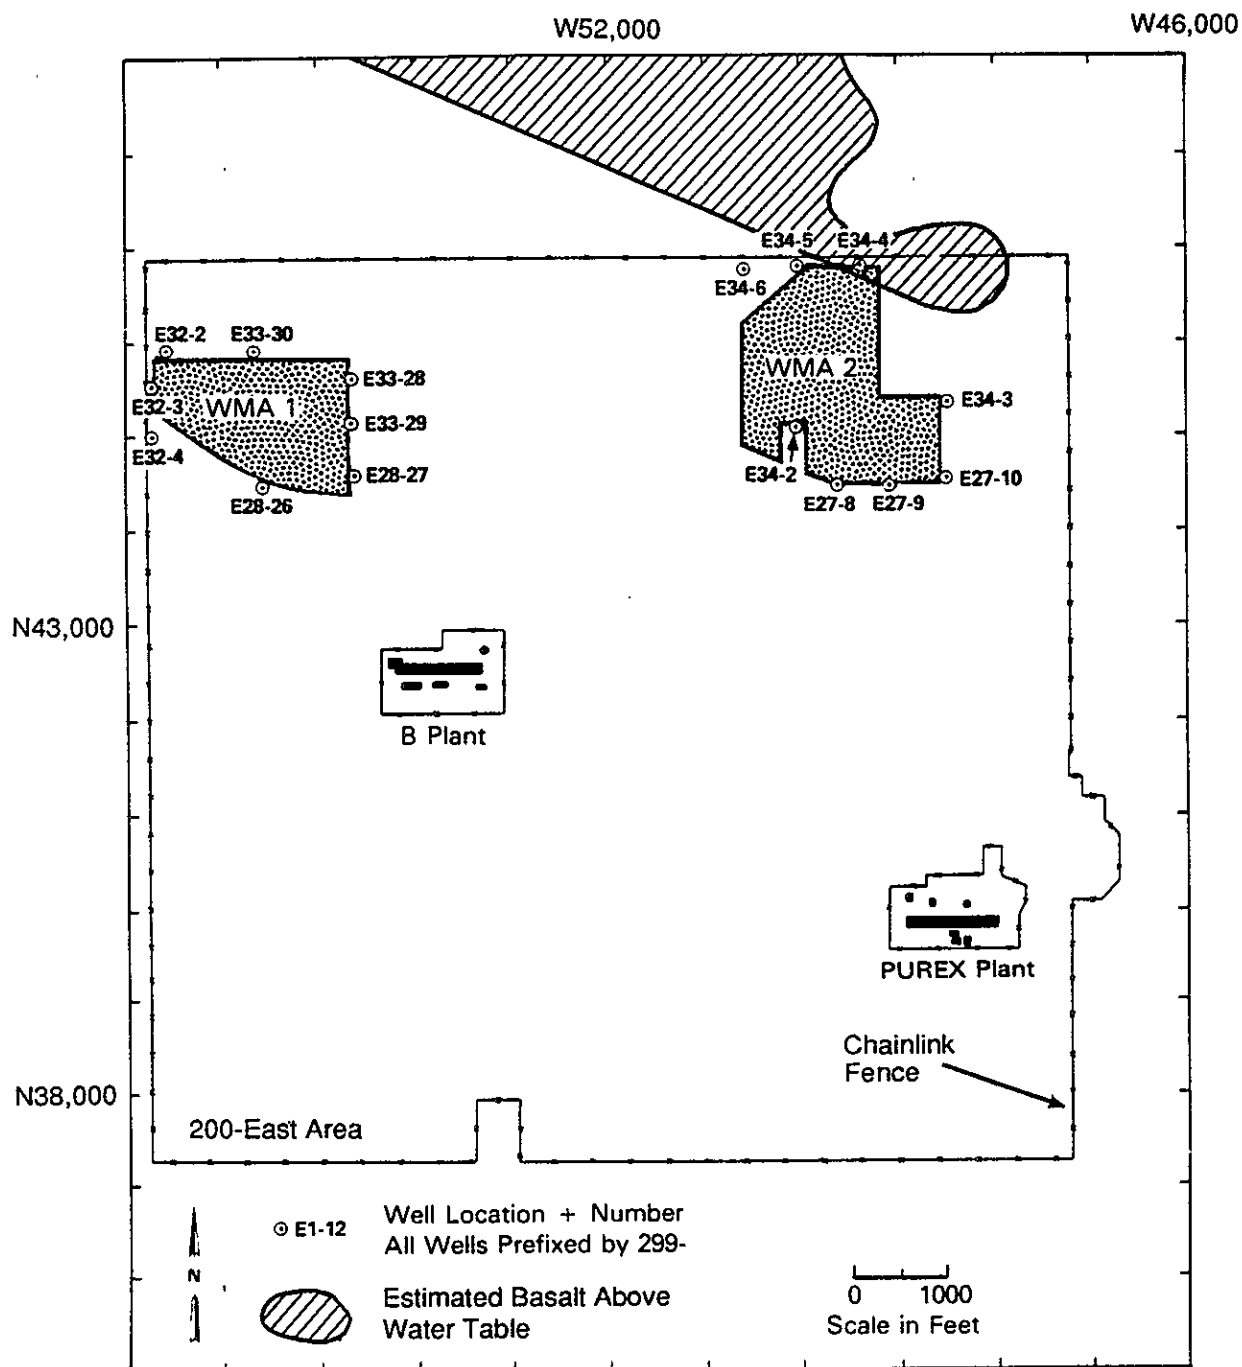 W52,000
W46,000
E34-5
E34-4
E34-6
E32-2
E33-30
E33-28
WMA 2
E32-3
WMA 1
E34-3
E33-29
E32-4
E28-27
E34-2
E27-10
E28-26
E27-8
E27-9
N43,000
B Plant
PUREX Plant
Chainlink
Fence
N38,000
200-East Area
E1-12
Well Location + Number
All Wells Prefixed by 299-
N
Estimated Basalt Above
Water Table
0 1000
Scale in Feet